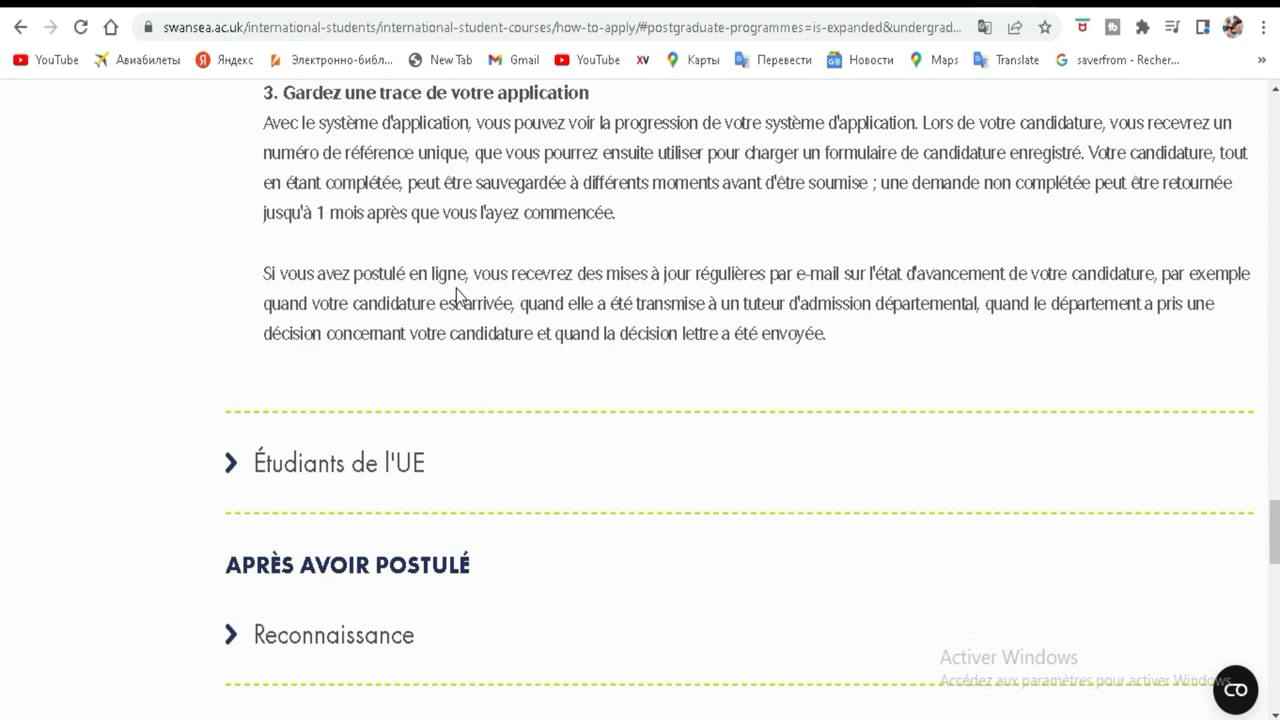 swansea.ac.uk/international-students/international-student-courses/how-to-apply/#postgraduate-programmes=is-expanded&undergrad...
YouTube Авиабилеты Яндекс Электронно-библ... New Tab Gmail YouTube XV Карты Перевести Новости Maps Translate saverfrom - Recher... »
3. Gardez une trace de votre application
Avec le système d'application, vous pouvez voir la progression de votre système d'application. Lors de votre candidature, vous recevrez un
numéro de référence unique, que vous pourrez ensuite utiliser pour charger un formulaire de candidature enregistré. Votre candidature, tout
en étant complétée, peut être sauvegardée à différents moments avant d'être soumise ; une demande non complétée peut être retournée
jusqu'à 1 mois après que vous l'ayez commencée.
Si vous avez postulé en ligne, vous recevrez des mises à jour régulières par e-mail sur l'état d'avancement de votre candidature, par exemple
quand votre candidature est arrivée, quand elle a été transmise à un tuteur d'admission départemental, quand le département a pris une
décision concernant votre candidature et quand la décision lettre a été envoyée.
Étudiants de l'UE
APRÈS AVOIR POSTULÉ
Reconnaissance
Activer Windows
Accédez aux paramètres pour activer Windows.